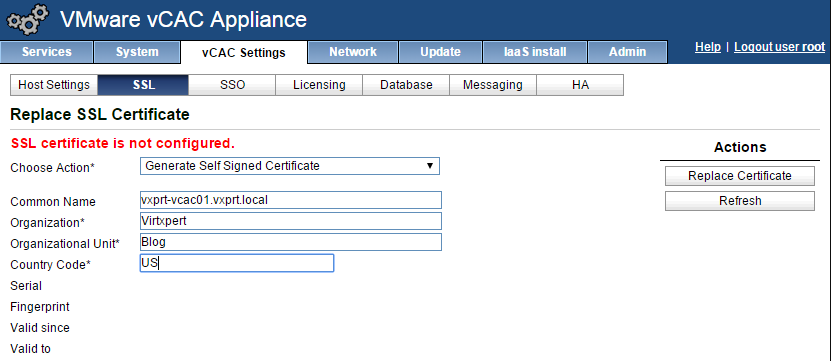 VMware vCAC Appliance
Services System vCAC Settings Network Update IaaS install Admin Help | Logout user root
Host Settings SSL SSO Licensing Database Messaging HA
Replace SSL Certificate
SSL certificate is not configured.
Actions
Choose Action* Generate Self Signed Certificate
Replace Certificate
Common Name vxprt-vcac01.vxprt.local
Refresh
Organization* Virtxpert
Organizational Unit* Blog
Country Code* US
Serial
Fingerprint
Valid since
Valid to